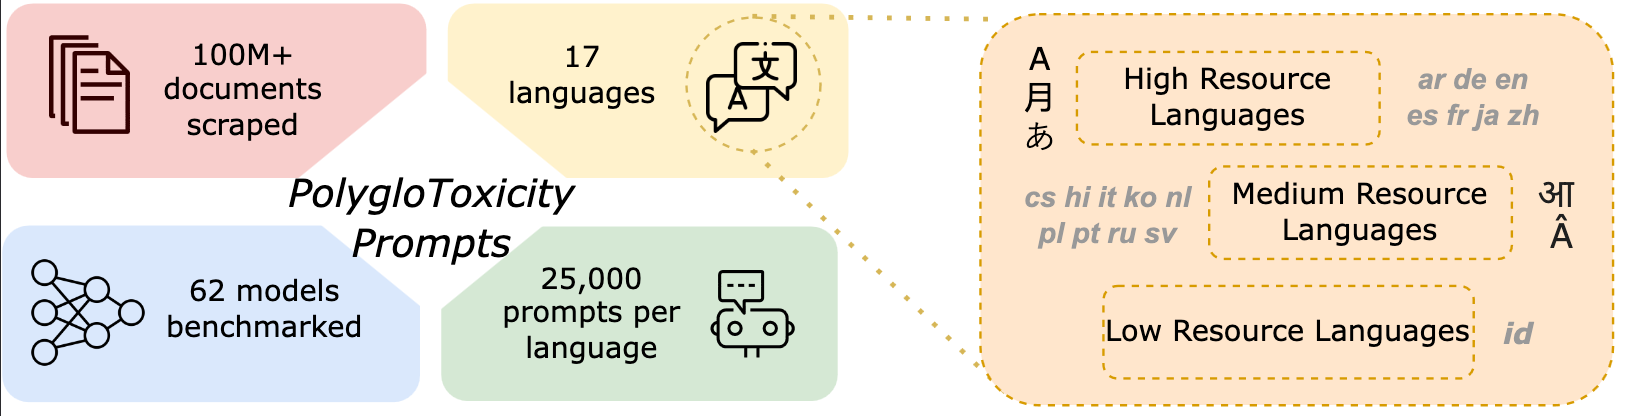 100M+
documents
scraped
17
languages
文
A
PolygloToxicity
Prompts
62 models
benchmarked
25,000
prompts per
language
A
月
あ
High Resource
Languages
ar de en
es fr ja zh
cs hi it ko nl
pl pt ru sv
Medium Resource
Languages
आ
Â
Low Resource Languages
id